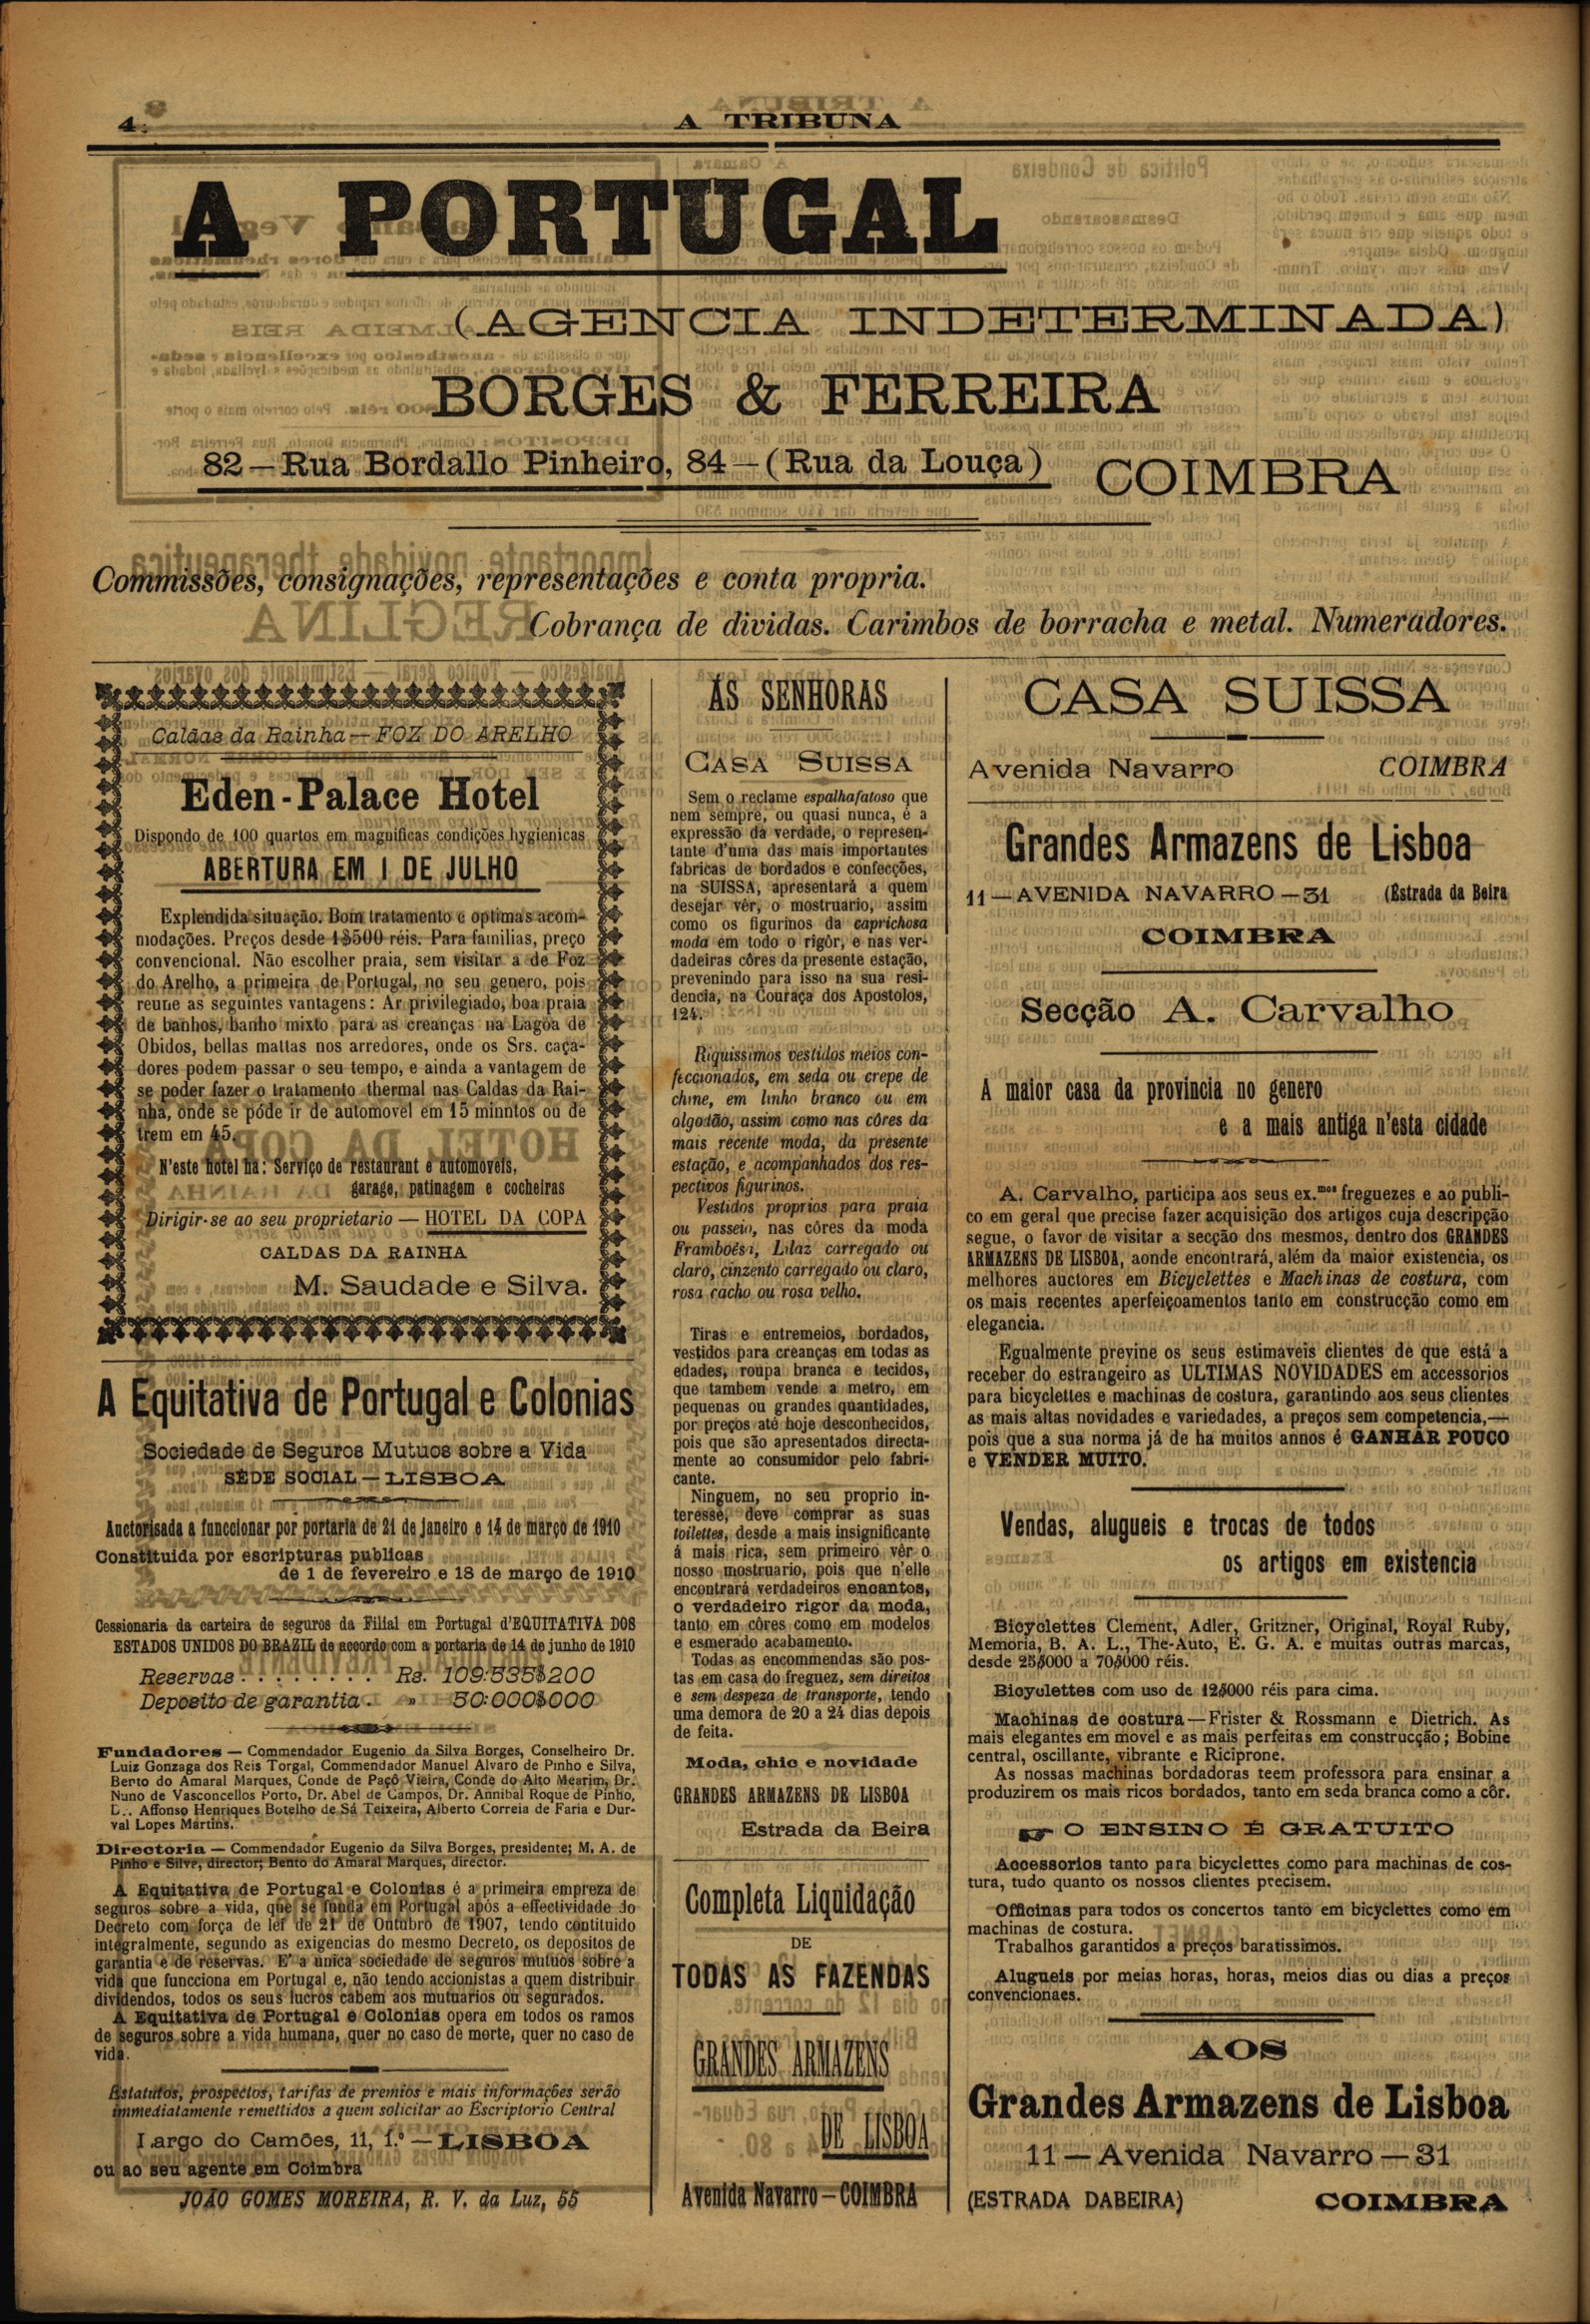 4
A TRIBUNA
A PORTUGAL
(AGENCIA INDETERMINADA)
BORGES & FERREIRA
82—Rua Bordallo Pinheiro, 84—(Rua da Louça)
COIMBRA
Commissões, consignações, representações e conta propria.
Cobrança de dividas. Carimbos de borracha e metal. Numeradores.
Caldas da Rainha—FOZ DO ARELHO
Eden-Palace Hotel
Dispondo de 100 quartos em magnificas condições hygienicas
ABERTURA EM 1 DE JULHO
Explendida situação. Bom tratamento e optimas acom-
modações. Preços desde 1$500 réis. Para familias, preço
convencional. Não escolher praia, sem visitar a de Foz
do Arelho, a primeira de Portugal, no seu genero, pois
reune as seguintes vantagens: Ar privilegiado, boa praia
de banhos, banho mixto para as creanças na Lagôa de
Obidos, bellas mattas nos arredores, onde os Srs. caça-
dores podem passar o seu tempo, e ainda a vantagem de
se poder fazer o tratamento thermal nas Caldas da Rai-
nha, onde se póde ir de automovel em 15 minntos ou de
trem em 45.
N'este hotel ha: Serviço de restaurant e automoveis,
garage, patinagem e cocheiras
Dirigir-se ao seu proprietario—HOTEL DA COPA
CALDAS DA RAINHA
M. Saudade e Silva.
A Equitativa de Portugal e Colonias
Sociedade de Seguros Mutuos sobre a Vida
SÉDE SOCIAL—LISBOA
Auctorisada a funccionar por portaria de 21 de janeiro e 14 de março de 1910
Constituida por escripturas publicas
de 1 de fevereiro e 18 de março de 1910
Cessionaria da carteira de seguros da Filial em Portugal d'EQUITATIVA DOS
ESTADOS UNIDOS DO BRAZIL de accordo com a portaria de 14 de junho de 1910
Reservas . . . . . . . Rs. 109:535$200
Deposito de garantia . » 50:000$000
Fundadores — Commendador Eugenio da Silva Borges, Conselheiro Dr.
Luiz Gonzaga dos Reis Torgal, Commendador Manuel Alvaro de Pinho e Silva,
Berto do Amaral Marques, Conde de Paçô Vieira, Conde do Alto Mearim, Dr.
Nuno de Vasconcellos Porto, Dr. Abel de Campos, Dr. Annibal Roque de Pinho,
D.. Affonso Henriques Botelho de Sá Teixeira, Alberto Correia de Faria e Dur-
val Lopes Martins.
Directoria — Commendador Eugenio da Silva Borges, presidente; M. A. de
Pinho e Silva, director; Bento do Amaral Marques, director.
A Equitativa de Portugal e Colonias é a primeira empreza de
seguros sobre a vida, que se funda em Portugal após a effectividade do
Decreto com força de lei de 21 de Outubro de 1907, tendo contituido
integralmente, segundo as exigencias do mesmo Decreto, os depositos de
garantia e de reservas. E' a unica sociedade de seguros mutuos sobre a
vida que funcciona em Portugal e, não tendo accionistas a quem distribuir
dividendos, todos os seus lucros cabem aos mutuarios ou segurados.
A Equitativa de Portugal e Colonias opera em todos os ramos
de seguros sobre a vida humana, quer no caso de morte, quer no caso de
vida.
Estatutos, prospectos, tarifas de premios e mais informações serão
immediatamente remettidos a quem solicitar ao Escriptorio Central
Largo do Camões, 11, 1.º—LISBOA
ou ao seu agente em Coimbra
JOÃO GOMES MOREIRA, R. V. da Luz, 55
ÁS SENHORAS
CASA SUISSA
Sem o reclame espalhafatoso que
nem sempre, ou quasi nunca, é a
expressão da verdade, o represen-
tante d'uma das mais importantes
fabricas de bordados e confecções,
na SUISSA, apresentará a quem
desejar vêr, o mostruario, assim
como os figurinos da caprichosa
moda em todo o rigôr, e nas ver-
dadeiras côres da presente estação,
prevenindo para isso na sua resi-
dencia, na Couraça dos Apostolos,
124.
Riquissimos vestidos meios con-
feccionados, em seda ou crepe de
chine, em linho branco ou em
algodão, assim como nas côres da
mais recente moda, da presente
estação, e acompanhados dos res-
pectivos figurinos.
Vestidos proprios para praia
ou passeio, nas côres da moda
Framboësa, Lilaz carregado ou
claro, cinzento carregado ou claro,
rosa cacho ou rosa velho.
Tiras e entremeios, bordados,
vestidos para creanças em todas as
edades, roupa branca e tecidos,
que tambem vende a metro, em
pequenas ou grandes quantidades,
por preços até hoje desconhecidos,
pois que são apresentados directa-
mente ao consumidor pelo fabri-
cante.
Ninguem, no seu proprio in-
teresse, deve comprar as suas
toilettes, desde a mais insignificante
á mais rica, sem primeiro vêr o
nosso mostruario, pois que n'elle
encontrará verdadeiros encantos,
o verdadeiro rigor da moda,
tanto em côres como em modelos
e esmerado acabamento.
Todas as encommendas são pos-
tas em casa do freguez, sem direitos
e sem despeza de transporte, tendo
uma demora de 20 a 24 dias depois
de feita.
Moda, chic e novidade
GRANDES ARMAZENS DE LISBOA
Estrada da Beira
Completa Liquidação
DE
TODAS AS FAZENDAS
GRANDES ARMAZENS
DE LISBOA
Avenida Navarro—COIMBRA
CASA SUISSA
Avenida Navarro COIMBRA
Grandes Armazens de Lisboa
11—AVENIDA NAVARRO—31 (Estrada da Beira
COIMBRA
Secção A. Carvalho
A maior casa da provincia no genero
e a mais antiga n'esta cidade
A. Carvalho, participa aos seus ex.mos freguezes e ao publi-
co em geral que precise fazer acquisição dos artigos cuja descripção
segue, o favor de visitar a secção dos mesmos, dentro dos GRANDES
ARMAZENS DE LISBOA, aonde encontrará, além da maior existencia, os
melhores auctores em Bicyclettes e Machinas de costura, com
os mais recentes aperfeiçoamentos tanto em construcção como em
elegancia.
Egualmente previne os seus estimaveis clientes de que está a
receber do estrangeiro as ULTIMAS NOVIDADES em accessorios
para bicyclettes e machinas de costura, garantindo aos seus clientes
as mais altas novidades e variedades, a preços sem competencia,—
pois que a sua norma já de ha muitos annos é GANHAR POUCO
e VENDER MUITO.
Vendas, alugueis e trocas de todos
os artigos em existencia
Bicyclettes Clement, Adler, Gritzner, Original, Royal Ruby,
Memoria, B. A. L., The-Auto, E. G. A. e muitas outras marcas,
desde 25$000 a 70$000 réis.
Bicyclettes com uso de 12$000 réis para cima.
Machinas de costura—Frister & Rossmann e Dietrich. As
mais elegantes em movel e as mais perfeitas em construcção; Bobine
central, oscillante, vibrante e Riciprone.
As nossas machinas bordadoras teem professora para ensinar a
produzirem os mais ricos bordados, tanto em seda branca como a côr.
☞ O ENSINO É GRATUITO
Accessorios tanto para bicyclettes como para machinas de cos-
tura, tudo quanto os nossos clientes precisem.
Officinas para todos os concertos tanto em bicyclettes como em
machinas de costura.
Trabalhos garantidos a preços baratissimos.
Alugueis por meias horas, horas, meios dias ou dias a preços
convencionaes.
AOS
Grandes Armazens de Lisboa
11—Avenida Navarro—31
(ESTRADA DABEIRA) COIMBRA